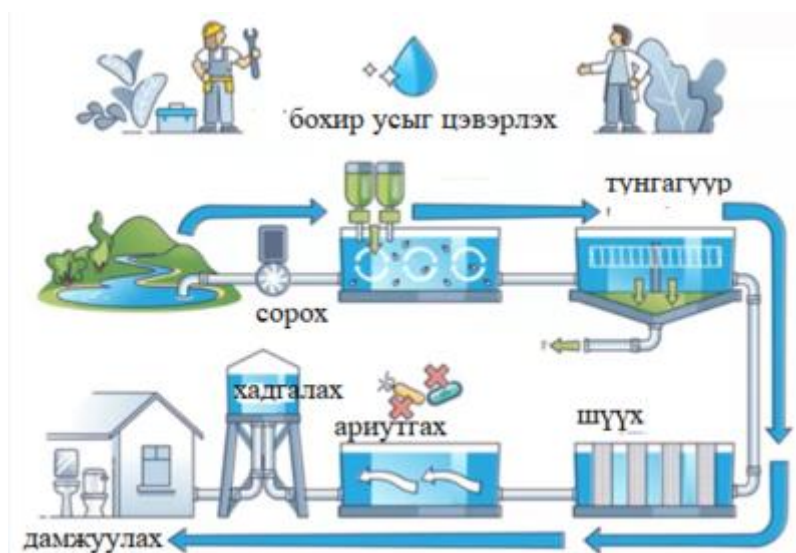 бохир усыг цэвэрлэх
тунгагуур
сорох
хадгалах
ариутгах
шүүх
дамжуулах